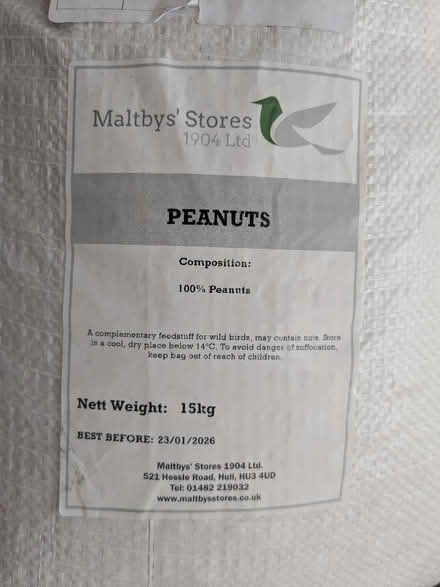 Maltbys' Stores
1904 Ltd
PEANUTS
Composition:
100% Peanuts
A complementary feedstuff for wild birds, may contain nuts. Store
in a cool, dry place below 14°C. To avoid danger of suffocation,
keep bag out of reach of children.
Nett Weight: 15kg
BEST BEFORE: 23/01/2026
Maltbys' Stores 1904 Ltd.
521 Hessle Road, Hull, HU3 4UD
Tel: 01482 219032
www.maltbysstores.co.uk